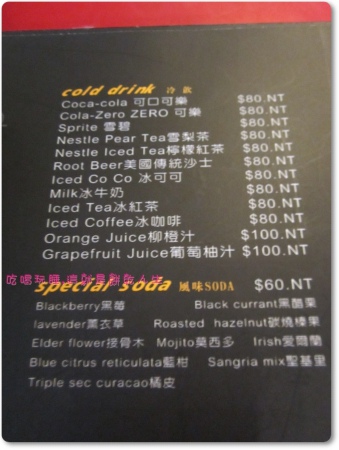 cold drink 冷飲
Coca-cola 可口可樂 $80.NT
Cola-Zero ZERO 可樂 $80.NT
Sprite 雪碧 $80.NT
Nestle Pear Tea雪梨茶 $80.NT
Nestle Iced Tea檸檬紅茶 $80.NT
Root Beer美國傳統沙士 $80.NT
Iced Co Co 冰可可 $80.NT
Milk冰牛奶 $80.NT
Iced Tea冰紅茶 $80.NT
Iced Coffee冰咖啡 $80.NT
Orange Juice柳橙汁 $100.NT
Grapefruit Juice葡萄柚汁 $100.NT
吃喝玩樂
special soda 風味SODA $60.NT
Blackberry黑莓 Black currant黑醋栗
lavender薰衣草 Roasted hazelnut碳燒榛果
Elder flower接骨木 Mojito莫西多 Irish愛爾蘭
Blue citrus reticulata藍柑 Sangria mix聖基里
Triple sec curacao橘皮